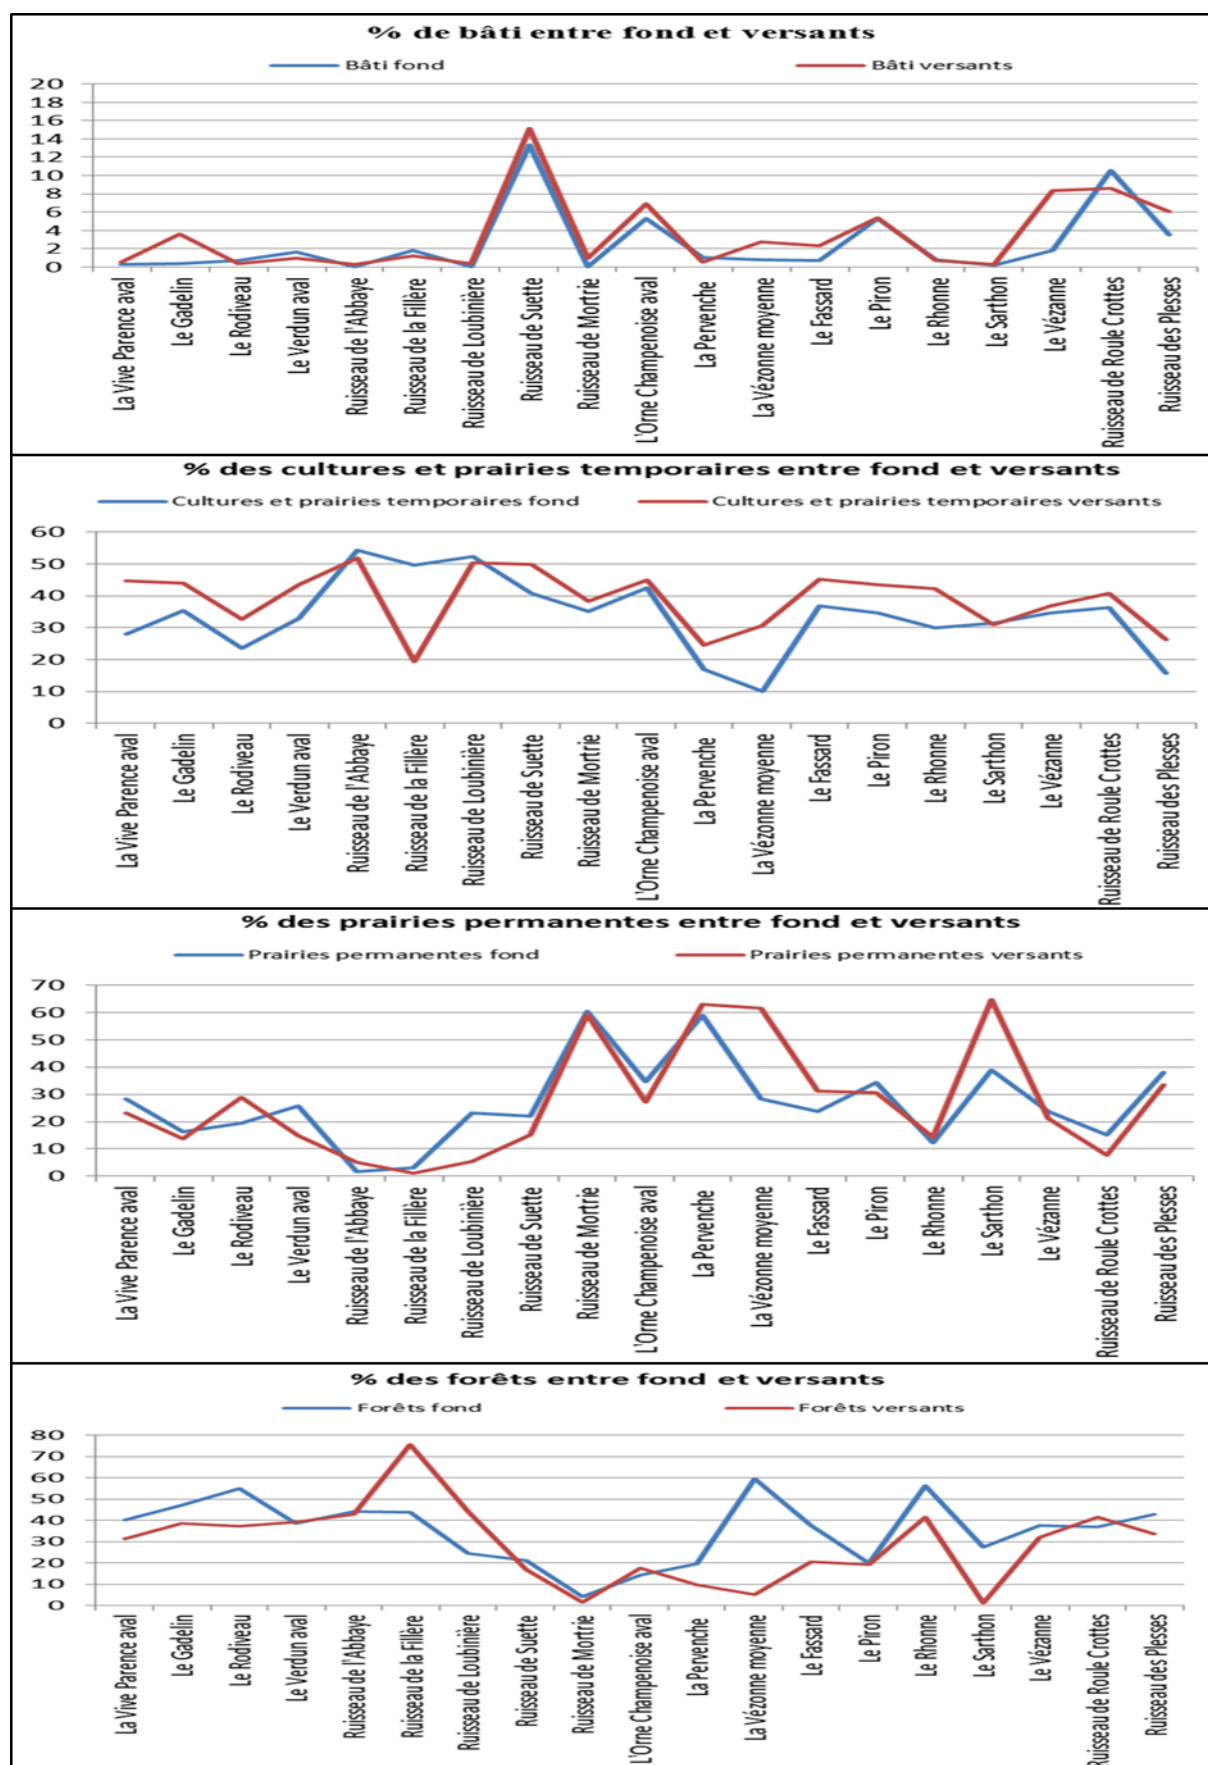 % de bâti entre fond et versants
Bâti fond Bâti versants
20
18
16
14
12
10
8
6
4
2
0
La Vive Parence aval
Le Gadelin
Le Rodiveau
Le Verdun aval
Ruisseau de l'Abbaye
Ruisseau de la Fillère
Ruisseau de Loubinière
Ruisseau de Suette
Ruisseau de Mortrie
L'Orne Champenoise aval
La Pervenche
La Vézonne moyenne
Le Fassard
Le Piron
Le Rhonne
Le Sarthon
Le Vézanne
Ruisseau de Roule Crottes
Ruisseau des Plesses
% des cultures et prairies temporaires entre fond et versants
Cultures et prairies temporaires fond Cultures et prairies temporaires versants
60
50
40
30
20
10
0
La Vive Parence aval
Le Gadelin
Le Rodiveau
Le Verdun aval
Ruisseau de l'Abbaye
Ruisseau de la Fillère
Ruisseau de Loubinière
Ruisseau de Suette
Ruisseau de Mortrie
L'Orne Champenoise aval
La Pervenche
La Vézonne moyenne
Le Fassard
Le Piron
Le Rhonne
Le Sarthon
Le Vézanne
Ruisseau de Roule Crottes
Ruisseau des Plesses
% des prairies permanentes entre fond et versants
Prairies permanentes fond Prairies permanentes versants
70
60
50
40
30
20
10
0
La Vive Parence aval
Le Gadelin
Le Rodiveau
Le Verdun aval
Ruisseau de l'Abbaye
Ruisseau de la Fillère
Ruisseau de Loubinière
Ruisseau de Suette
Ruisseau de Mortrie
L'Orne Champenoise aval
La Pervenche
La Vézonne moyenne
Le Fassard
Le Piron
Le Rhonne
Le Sarthon
Le Vézanne
Ruisseau de Roule Crottes
Ruisseau des Plesses
% des forêts entre fond et versants
Forêts fond Forêts versants
80
70
60
50
40
30
20
10
0
La Vive Parence aval
Le Gadelin
Le Rodiveau
Le Verdun aval
Ruisseau de l'Abbaye
Ruisseau de la Fillère
Ruisseau de Loubinière
Ruisseau de Suette
Ruisseau de Mortrie
L'Orne Champenoise aval
La Pervenche
La Vézonne moyenne
Le Fassard
Le Piron
Le Rhonne
Le Sarthon
Le Vézanne
Ruisseau de Roule Crottes
Ruisseau des Plesses